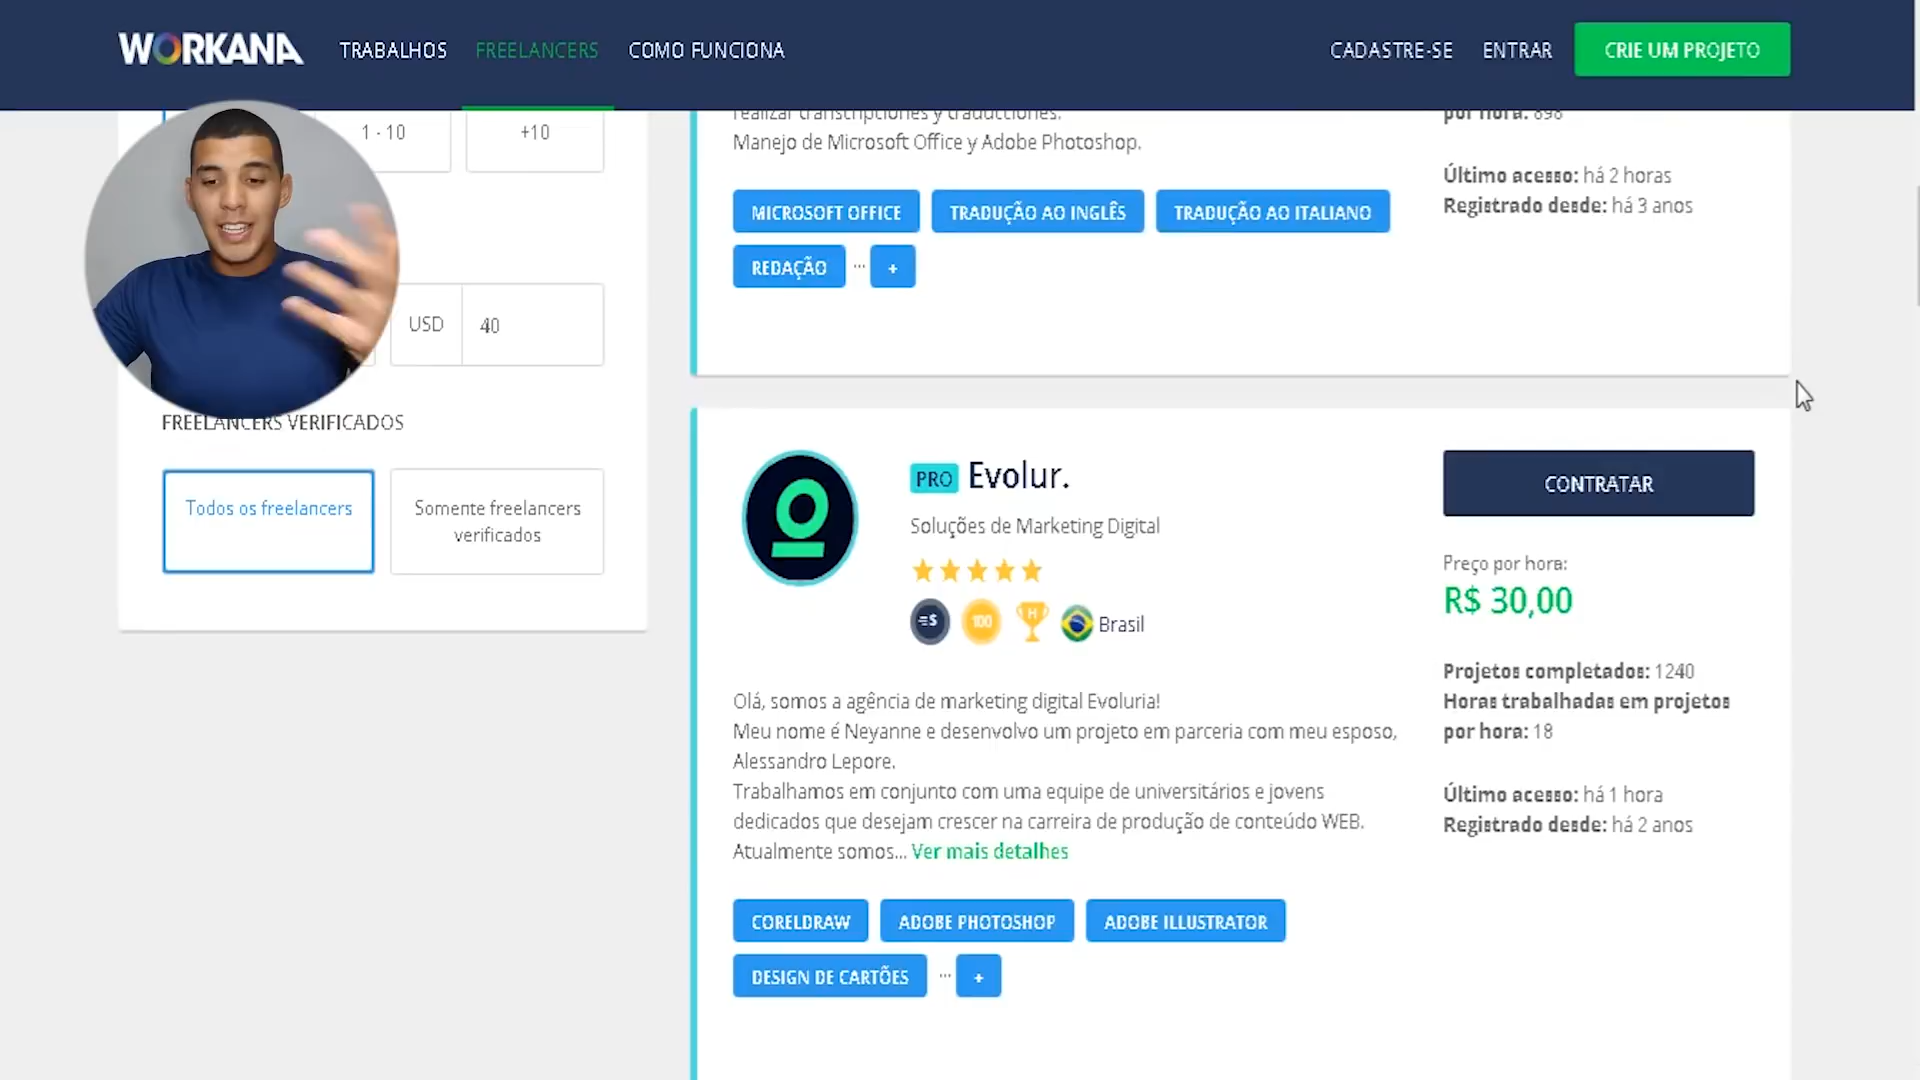 WORKANA
TRABALHOS
FREELANCERS
COMO FUNCIONA
CADASTRE-SE
ENTRAR
CRIE UM PROJETO
1 - 10
+10
USD
40
FREELANCERS VERIFICADOS
Todos os freelancers
Somente freelancers
verificados
realizar transcripciones y traducciones.
Manejo de Microsoft Office y Adobe Photoshop.
MICROSOFT OFFICE
TRADUÇÃO AO INGLÊS
TRADUÇÃO AO ITALIANO
REDAÇÃO
...
+
por hora: 898
Último acesso: há 2 horas
Registrado desde: há 3 anos
PRO Evolur.
Soluções de Marketing Digital
≡$
100
H
Brasil
Olá, somos a agência de marketing digital Evoluria!
Meu nome é Neyanne e desenvolvo um projeto em parceria com meu esposo,
Alessandro Lepore.
Trabalhamos em conjunto com uma equipe de universitários e jovens
dedicados que desejam crescer na carreira de produção de conteúdo WEB.
Atualmente somos... Ver mais detalhes
CORELDRAW
ADOBE PHOTOSHOP
ADOBE ILLUSTRATOR
DESIGN DE CARTÕES
...
+
CONTRATAR
Preço por hora:
R$ 30,00
Projetos completados: 1240
Horas trabalhadas em projetos
por hora: 18
Último acesso: há 1 hora
Registrado desde: há 2 anos